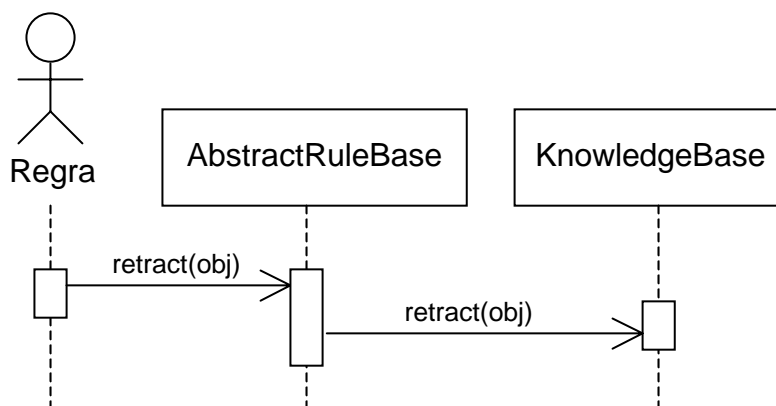 Regra
AbstractRuleBase
KnowledgeBase
retract(obj)
retract(obj)